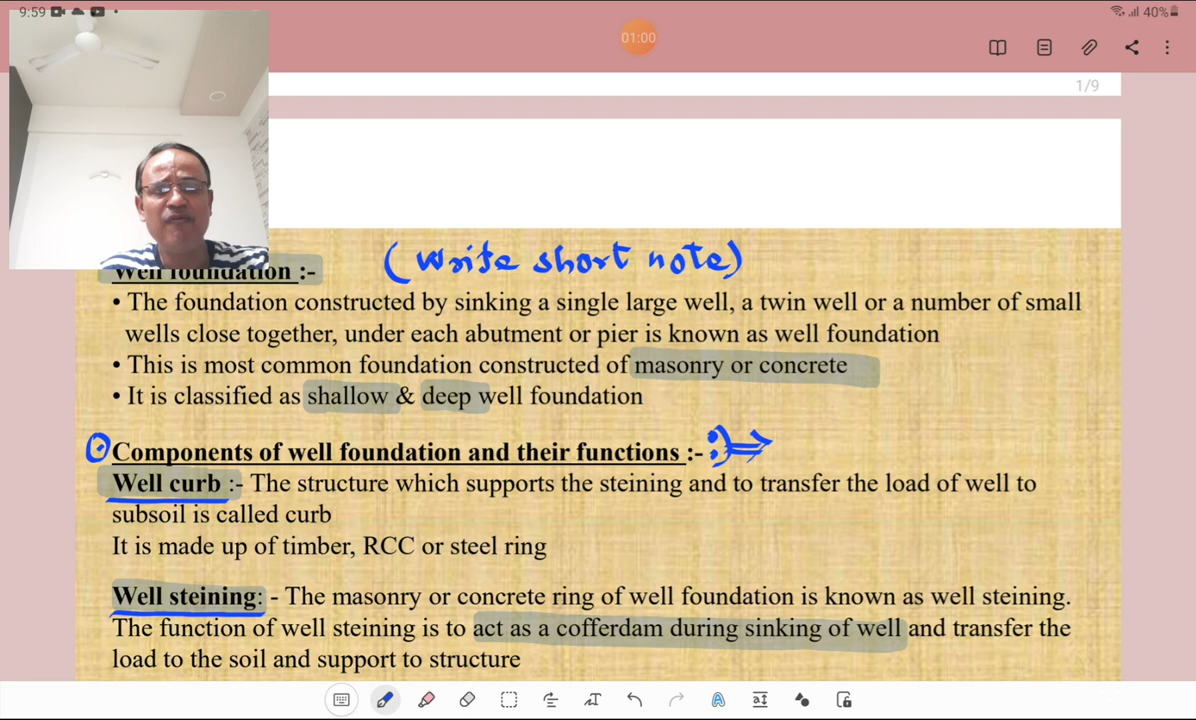 9:59
40%
01:00
1/9
Well foundation :-
(Write short note)
• The foundation constructed by sinking a single large well, a twin well or a number of small
wells close together, under each abutment or pier is known as well foundation
• This is most common foundation constructed of masonry or concrete
• It is classified as shallow & deep well foundation
Components of well foundation and their functions :-
Well curb :- The structure which supports the steining and to transfer the load of well to
subsoil is called curb
It is made up of timber, RCC or steel ring
Well steining: - The masonry or concrete ring of well foundation is known as well steining.
The function of well steining is to act as a cofferdam during sinking of well and transfer the
load to the soil and support to structure